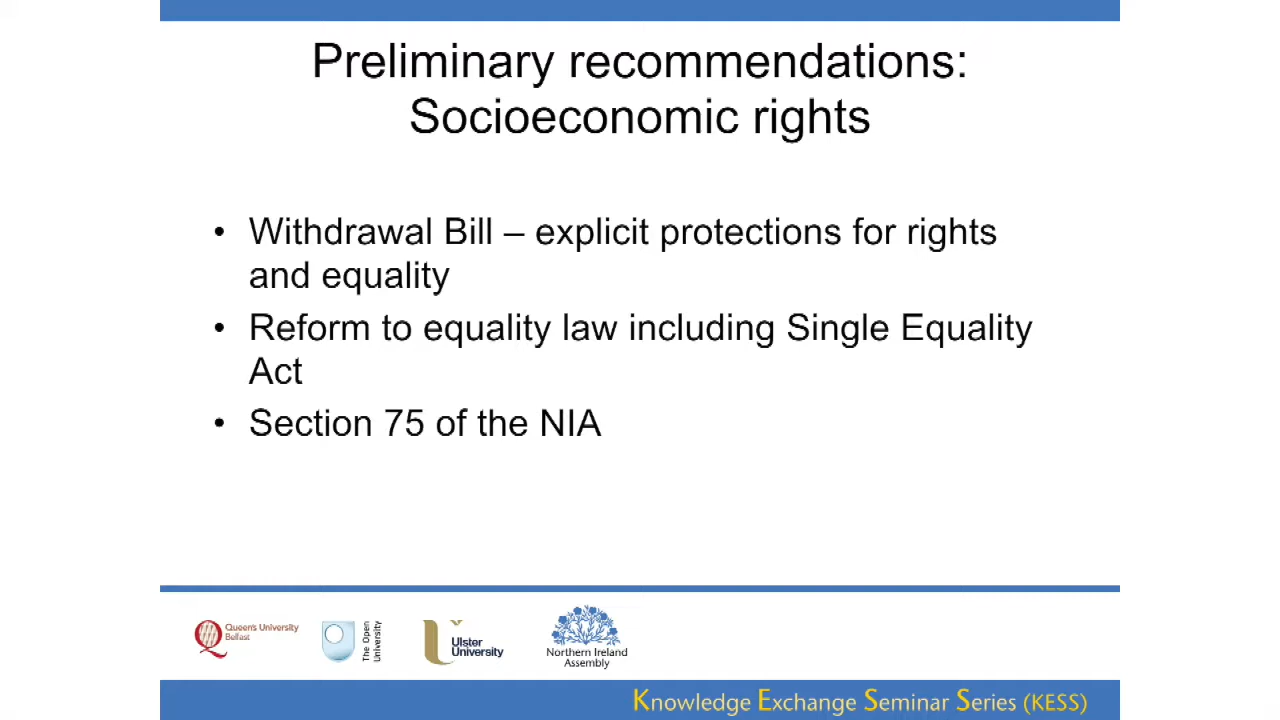 Preliminary recommendations:
Socioeconomic rights
• Withdrawal Bill – explicit protections for rights
and equality
• Reform to equality law including Single Equality
Act
• Section 75 of the NIA
Queen's University
Belfast
The Open
University
Ulster
University
Northern Ireland
Assembly
Knowledge Exchange Seminar Series (KESS)